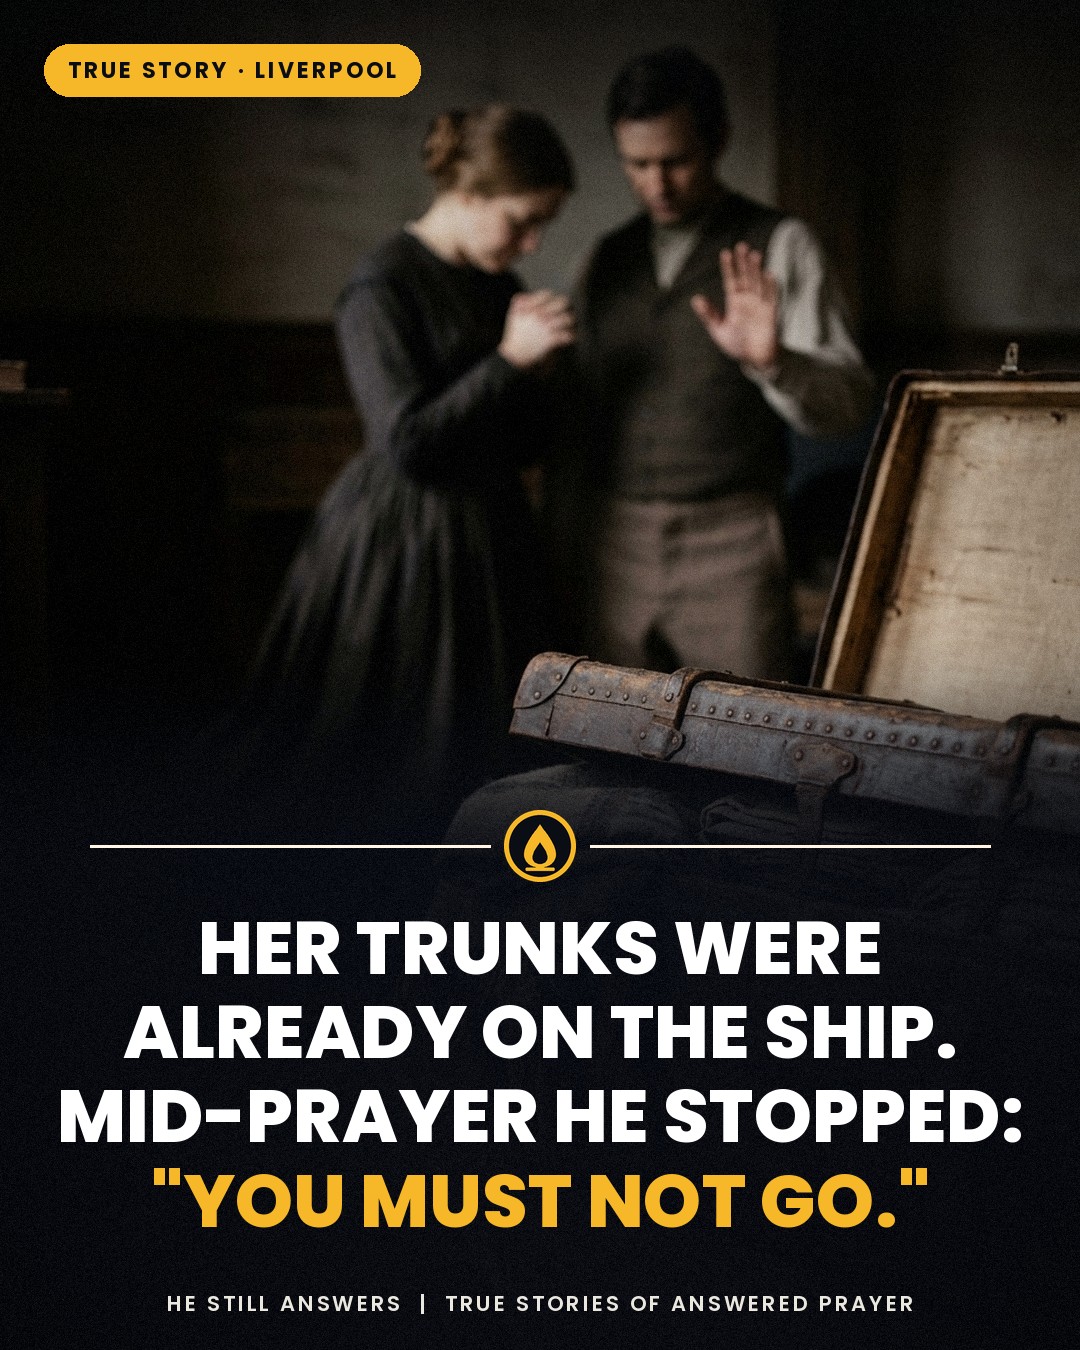 TRUE STORY · LIVERPOOL
HER TRUNKS WERE
ALREADY ON THE SHIP.
MID-PRAYER HE STOPPED:
"YOU MUST NOT GO."
HE STILL ANSWERS | TRUE STORIES OF ANSWERED PRAYER